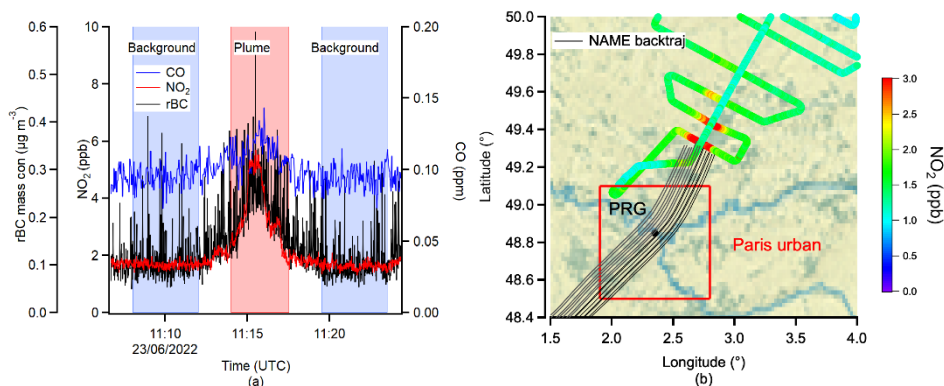 0.6
0.5
0.4
0.3
0.2
0.1
0.0
rBC mass con (µg m⁻³)
10
8
6
4
2
0
NO₂ (ppb)
Background
Plume
Background
CO
NO₂
rBC
0.20
0.15
0.10
0.05
0.00
CO (ppm)
11:10
11:15
11:20
23/06/2022
Time (UTC)
(a)
50.0
49.8
49.6
49.4
49.2
49.0
48.8
48.6
48.4
Latitude (°)
NAME backtraj
PRG
Paris urban
1.5
2.0
2.5
3.0
3.5
4.0
Longitude (°)
(b)
3.0
2.5
2.0
1.5
1.0
0.5
0.0
NO₂ (ppb)